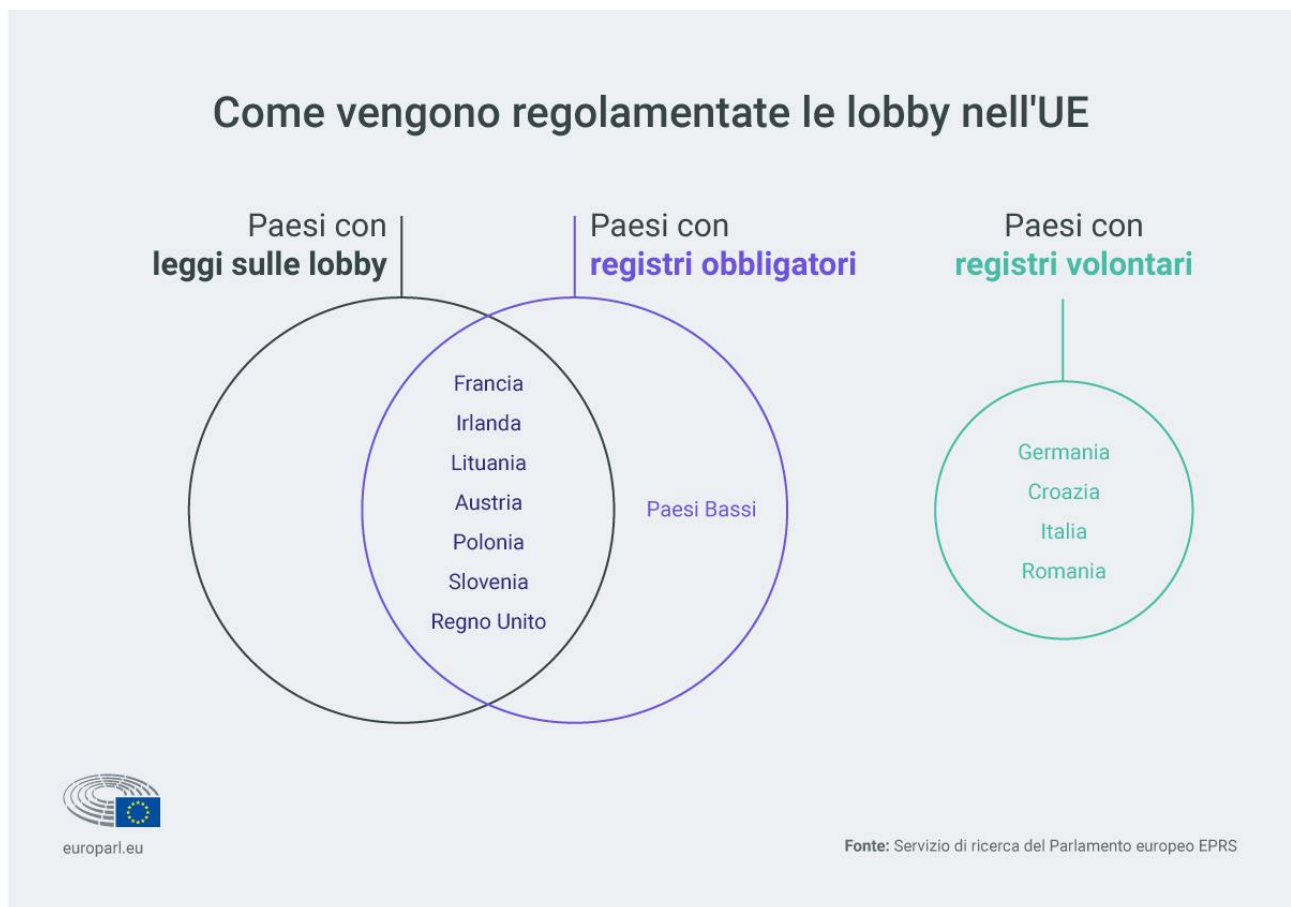 Come vengono regolamentate le lobby nell'UE
Paesi con
leggi sulle lobby
Paesi con
registri obbligatori
Paesi con
registri volontari
Francia
Irlanda
Lituania
Austria
Polonia
Slovenia
Regno Unito
Paesi Bassi
Germania
Croazia
Italia
Romania
europarl.eu
Fonte: Servizio di ricerca del Parlamento europeo EPRS